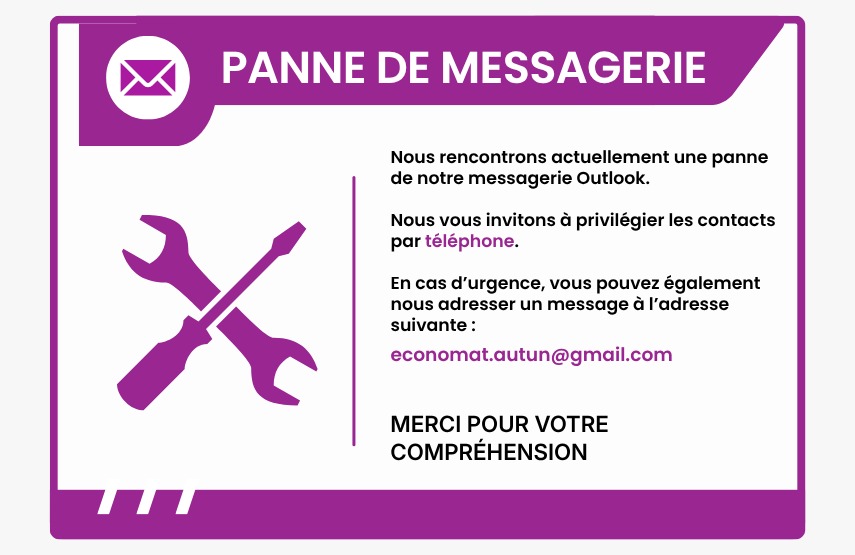 PANNE DE MESSAGERIE
Nous rencontrons actuellement une panne
de notre messagerie Outlook.
Nous vous invitons à privilégier les contacts
par téléphone.
En cas d’urgence, vous pouvez également
nous adresser un message à l’adresse
suivante :
economat.autun@gmail.com
MERCI POUR VOTRE
COMPRÉHENSION